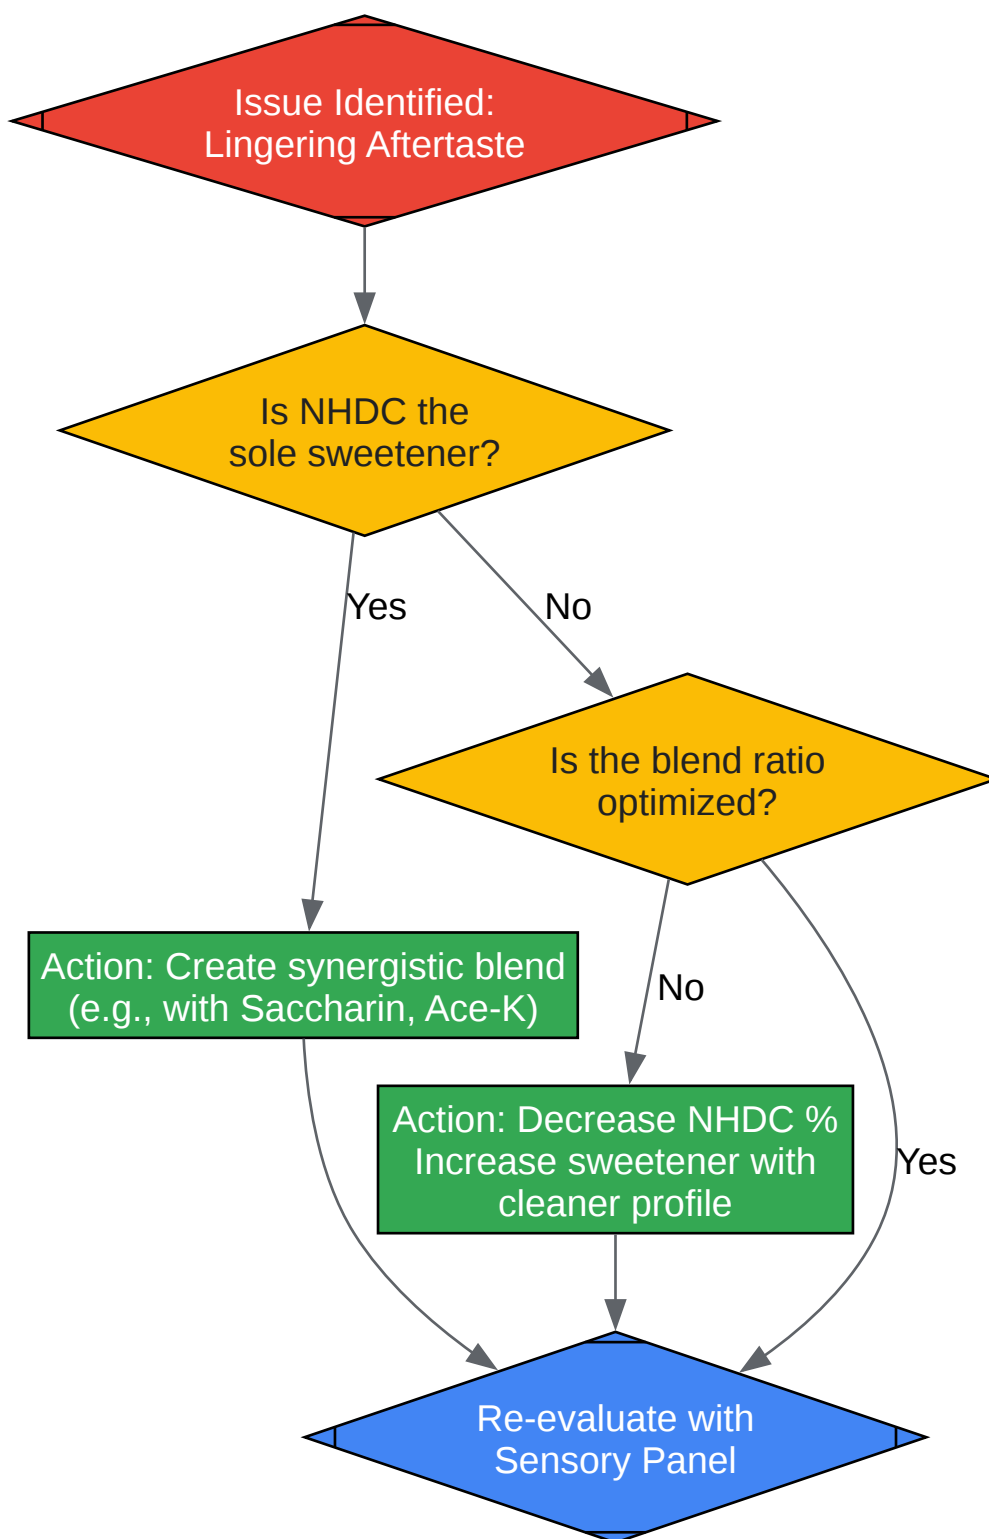 Issue Identified:
Lingering Aftertaste
Is NHDC the
sole sweetener?
Yes
No
Is the blend ratio
optimized?
Action: Create synergistic blend
(e.g., with Saccharin, Ace-K)
No
Action: Decrease NHDC %
Increase sweetener with
cleaner profile
Yes
Re-evaluate with
Sensory Panel